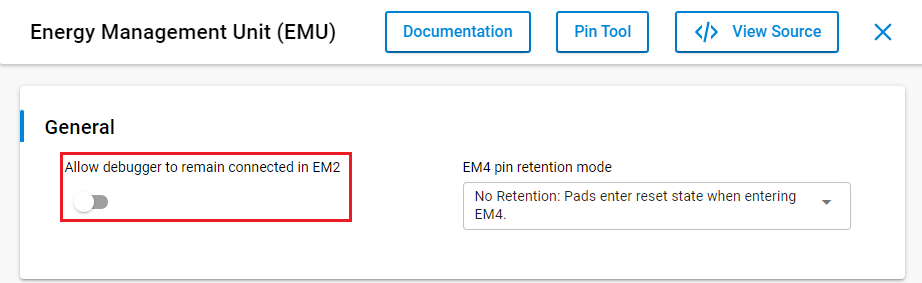 Energy Management Unit (EMU)
Documentation
Pin Tool
</> View Source
General
Allow debugger to remain connected in EM2
EM4 pin retention mode
No Retention: Pads enter reset state when entering
EM4.